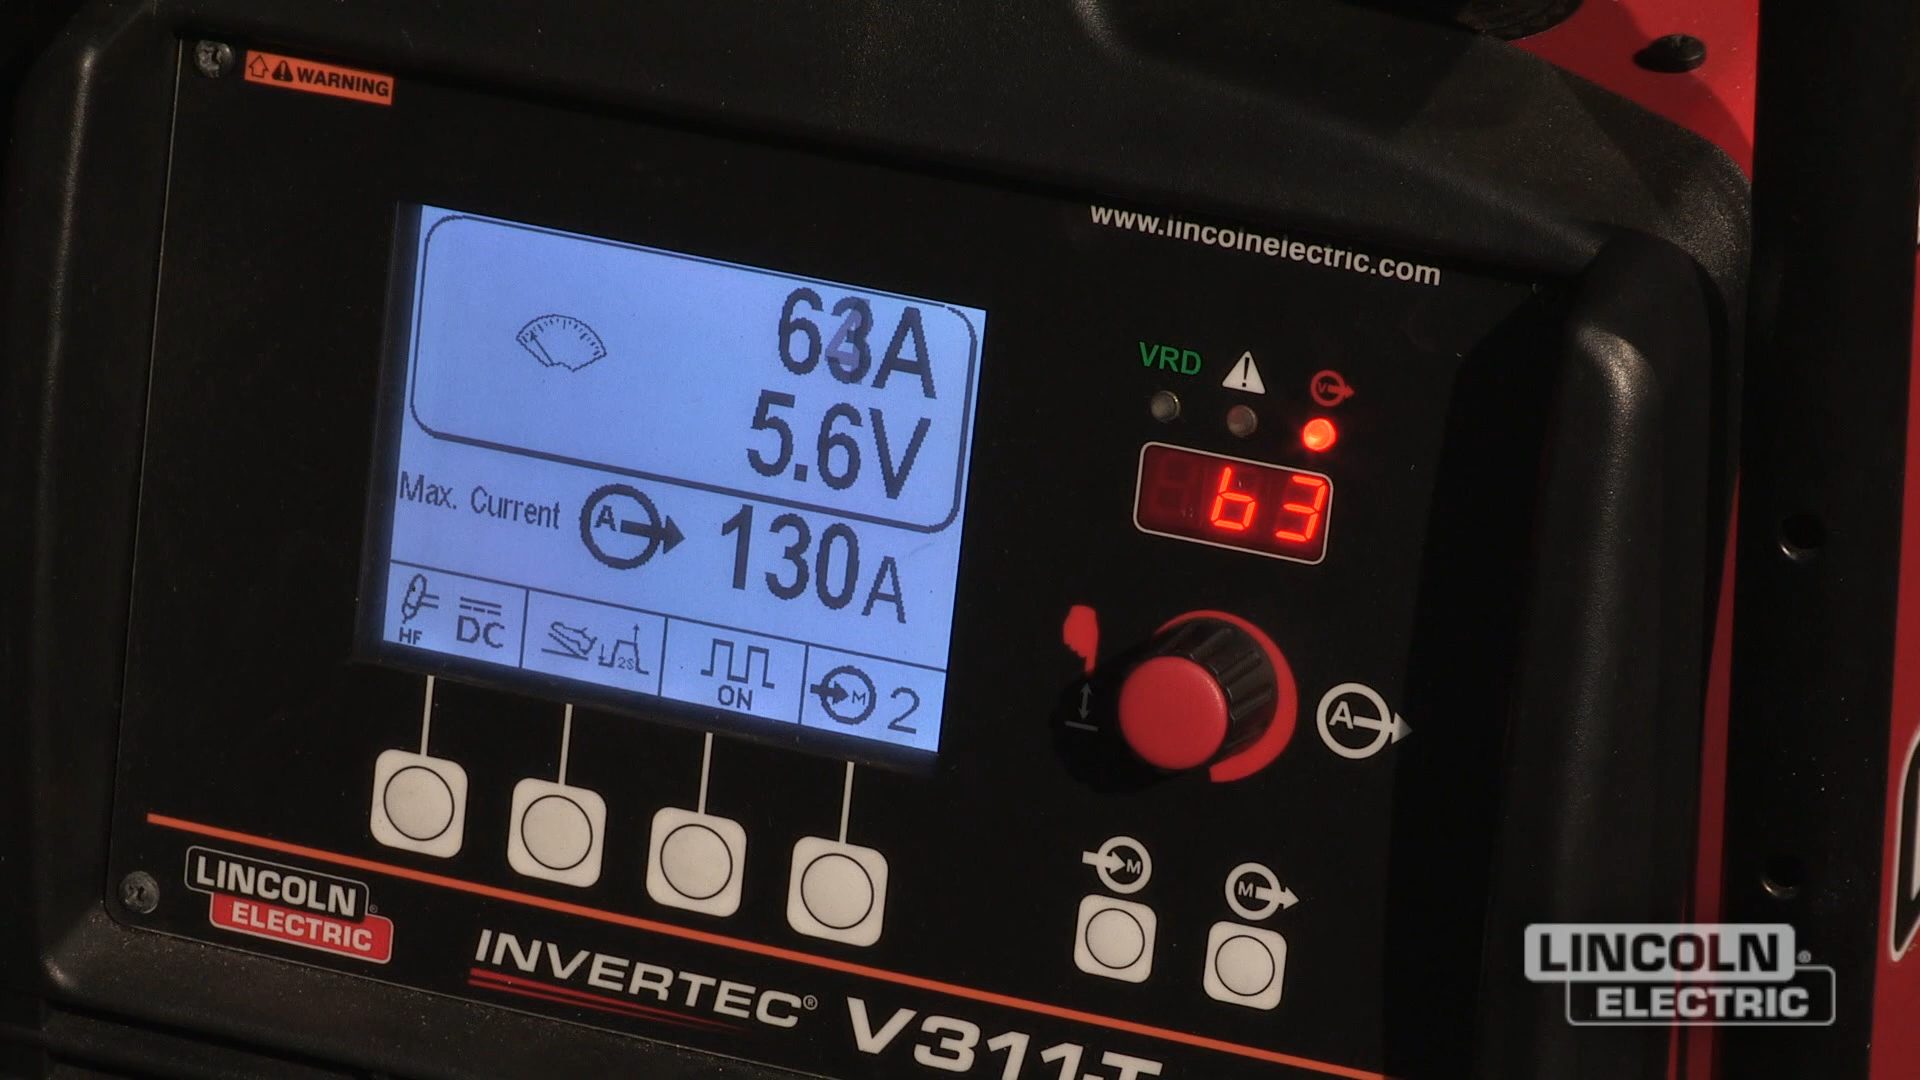 WARNING
www.lincolnelectric.com
63A
5.6V
Max. Current A 130A
HF DC
2S
ON
M 2
VRD
V
63
A
M
M
LINCOLN®
ELECTRIC
INVERTEC® V311-T
LINCOLN®
ELECTRIC